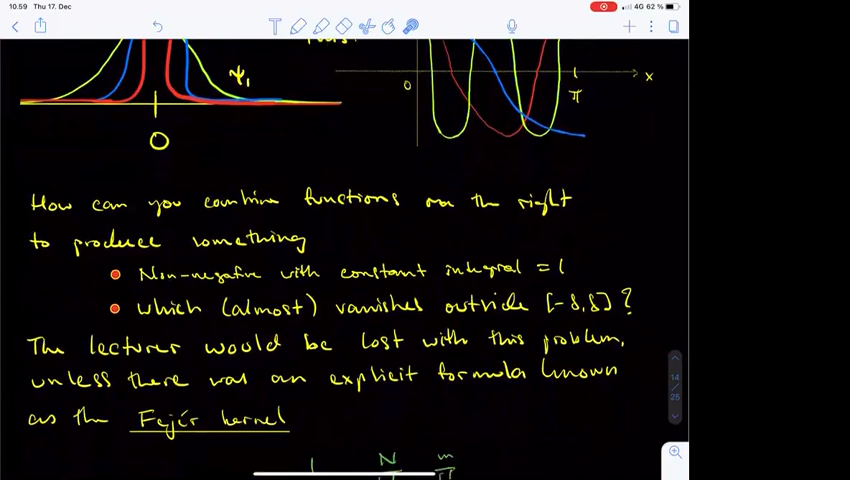 10.59 Thu 17. Dec
4G 62 %
ψ₁
0
0
π
x
How can you combine functions on the right
to produce something
Non-negative with constant integral = 1
which (almost) vanishes outside [-δ,δ]?
The lecturer would be lost with this problem,
unless there was an explicit formula known
as the Fejér kernel
14
25
1 N m